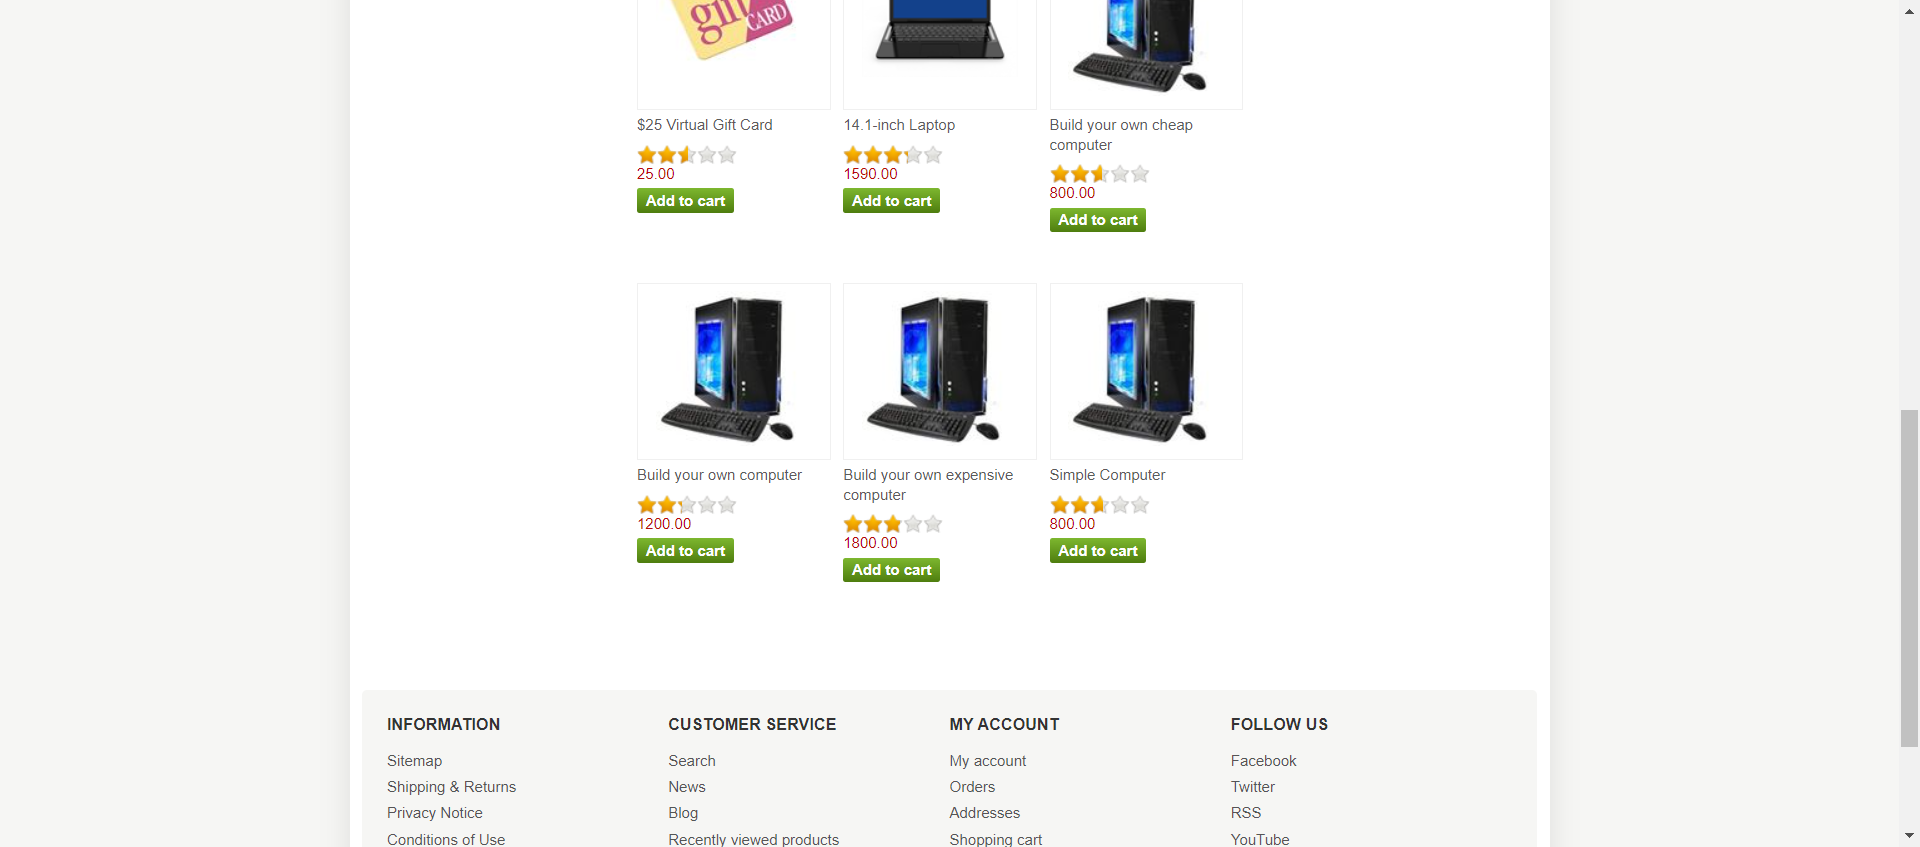 gift
CARD
$25 Virtual Gift Card
25.00
Add to cart
14.1-inch Laptop
1590.00
Add to cart
Build your own cheap
computer
800.00
Add to cart
Build your own computer
1200.00
Add to cart
Build your own expensive
computer
1800.00
Add to cart
Simple Computer
800.00
Add to cart
INFORMATION
Sitemap
Shipping & Returns
Privacy Notice
Conditions of Use
CUSTOMER SERVICE
Search
News
Blog
Recently viewed products
MY ACCOUNT
My account
Orders
Addresses
Shopping cart
FOLLOW US
Facebook
Twitter
RSS
YouTube